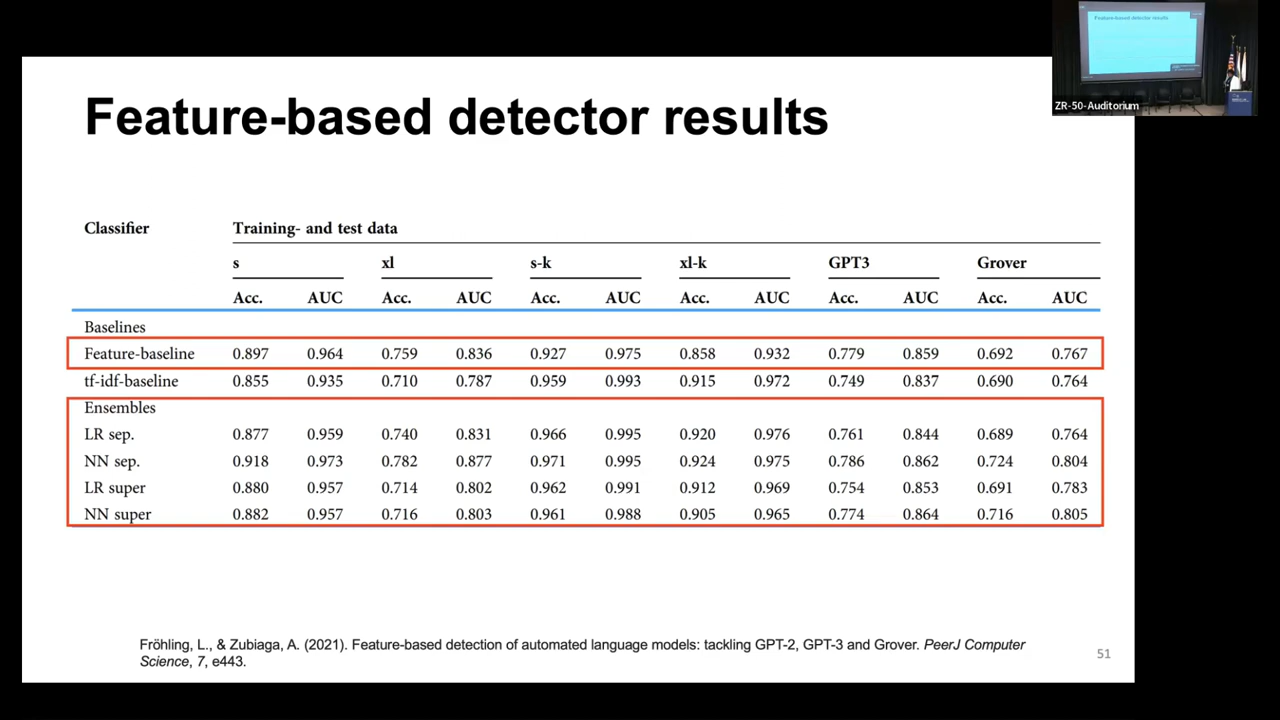 Feature-based detector results
ZR-50-Auditorium
Feature-based detector results
Classifier Training- and test data
s xl s-k xl-k GPT3 Grover
Acc. AUC Acc. AUC Acc. AUC Acc. AUC Acc. AUC Acc. AUC
Baselines
Feature-baseline 0.897 0.964 0.759 0.836 0.927 0.975 0.858 0.932 0.779 0.859 0.692 0.767
tf-idf-baseline 0.855 0.935 0.710 0.787 0.959 0.993 0.915 0.972 0.749 0.837 0.690 0.764
Ensembles
LR sep. 0.877 0.959 0.740 0.831 0.966 0.995 0.920 0.976 0.761 0.844 0.689 0.764
NN sep. 0.918 0.973 0.782 0.877 0.971 0.995 0.924 0.975 0.786 0.862 0.724 0.804
LR super 0.880 0.957 0.714 0.802 0.962 0.991 0.912 0.969 0.754 0.853 0.691 0.783
NN super 0.882 0.957 0.716 0.803 0.961 0.988 0.905 0.965 0.774 0.864 0.716 0.805
Fröhling, L., & Zubiaga, A. (2021). Feature-based detection of automated language models: tackling GPT-2, GPT-3 and Grover. PeerJ Computer
Science, 7, e443.
51